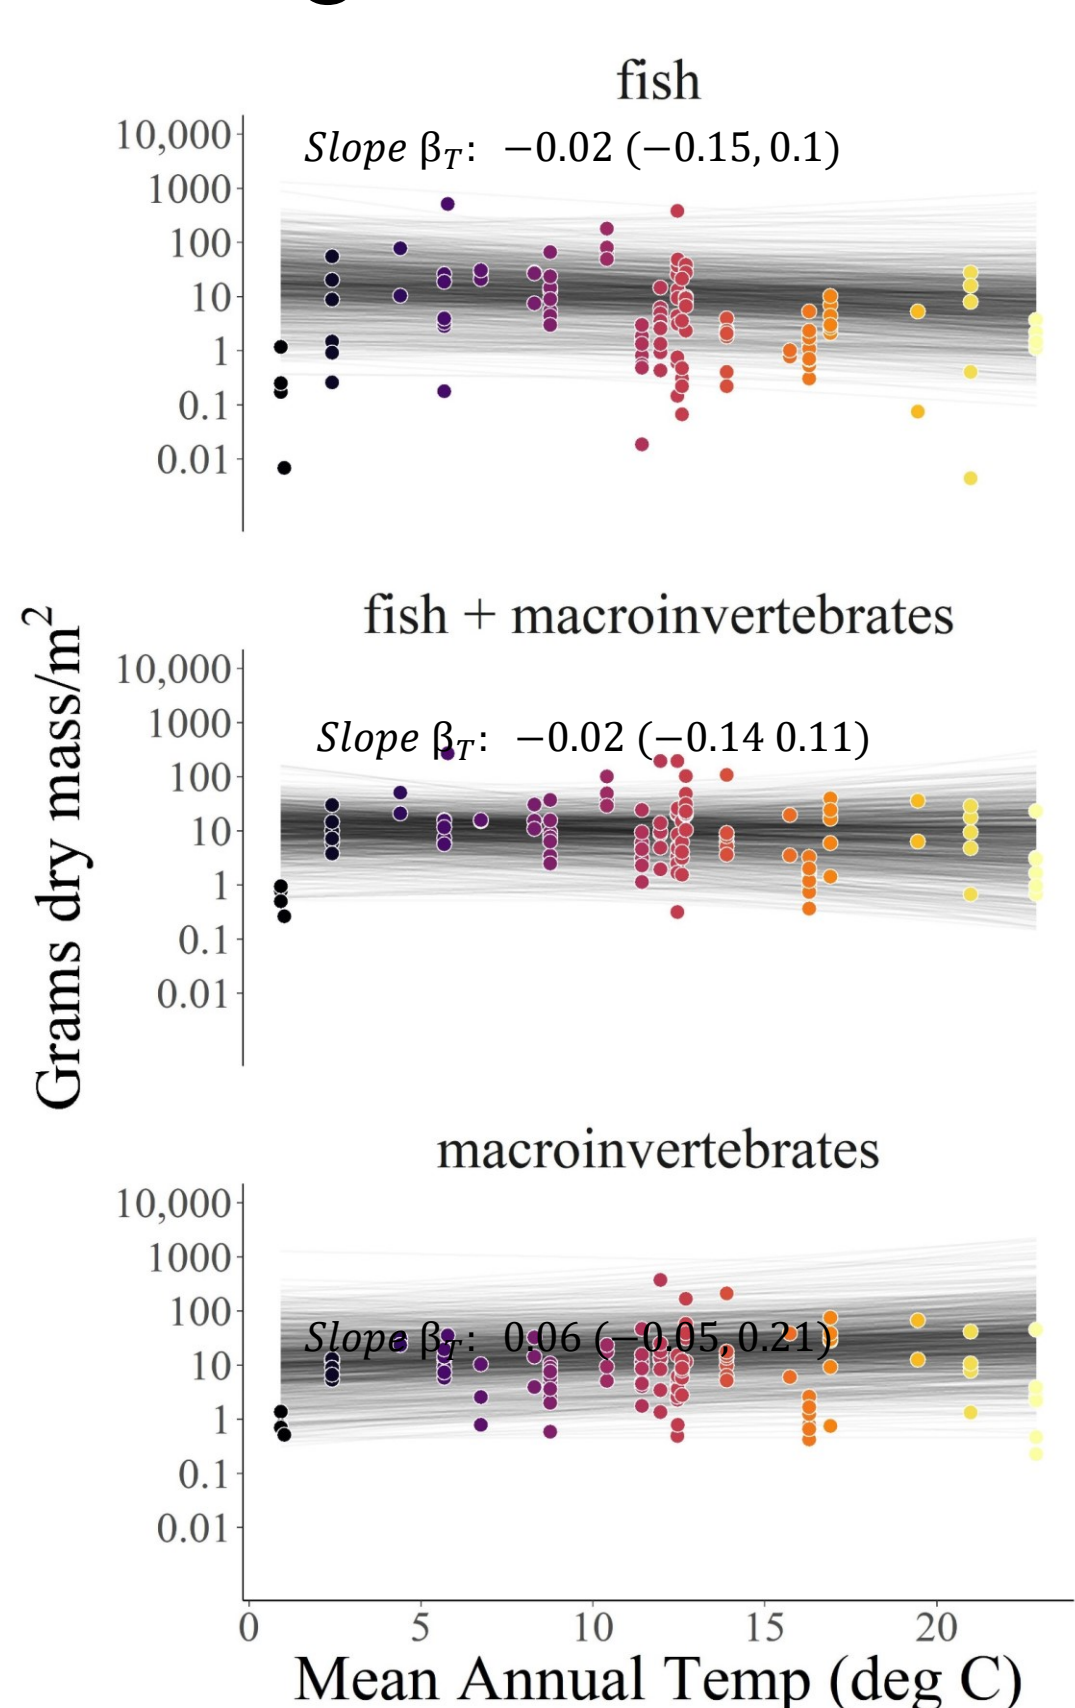 fish
Slope βT: −0.02 (−0.15, 0.1)
10,000
1000
100
10
1
0.1
0.01
fish + macroinvertebrates
Slope βT: −0.02 (−0.14 0.11)
10,000
1000
100
10
1
0.1
0.01
Grams dry mass/m²
macroinvertebrates
Slope βT: 0.06 (−0.05, 0.21)
10,000
1000
100
10
1
0.1
0.01
0 5 10 15 20
Mean Annual Temp (deg C)